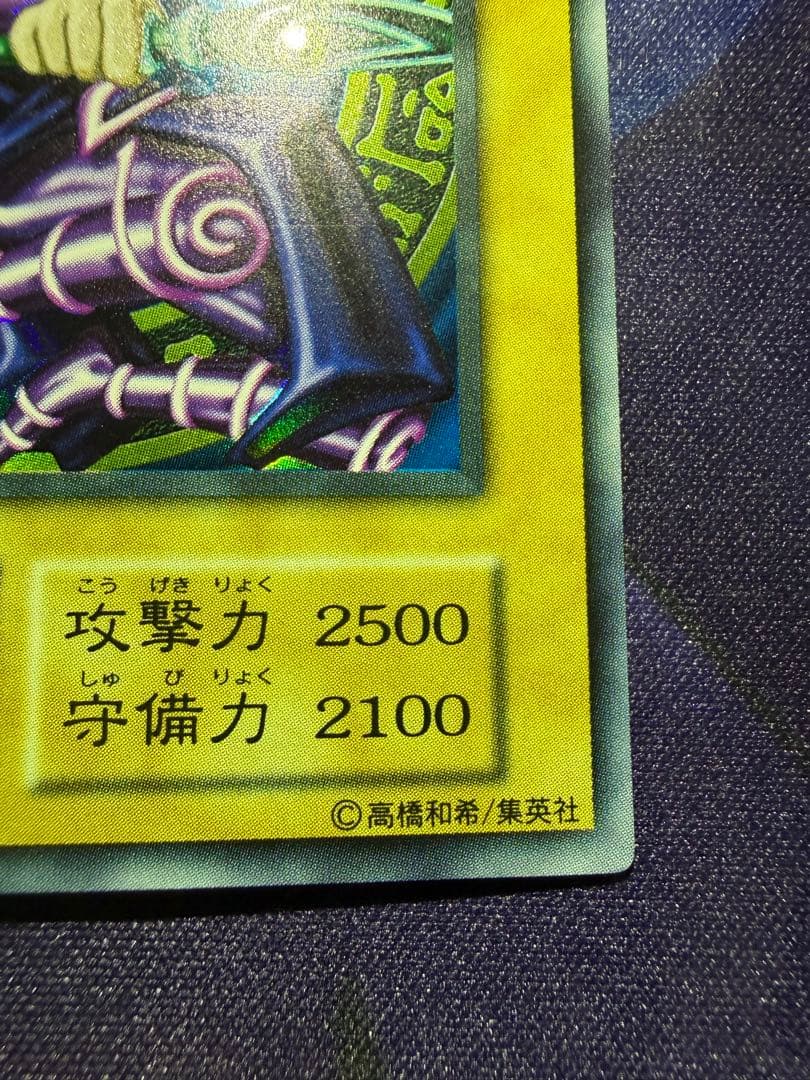 こう げき りょく
攻撃力 2500
しゅ び りょく
守備力 2100
©高橋和希/集英社